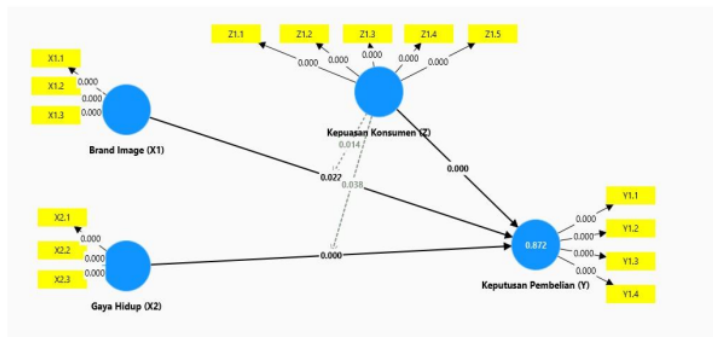 Z1.1 Z1.2 Z1.3 Z1.4 Z1.5
0.000 0.000 0.000 0.000 0.000
X1.1
X1.2
X1.3
0.000
0.000
0.000
Brand Image (X1)
Kepuasan Konsumen (Z)
0.014
0.027
0.038
0.000
0.000
X2.1
X2.2
X2.3
0.000
0.000
0.000
Gaya Hidup (X2)
0.872
Keputusan Pembelian (Y)
0.000
0.000
0.000
0.000
Y1.1
Y1.2
Y1.3
Y1.4